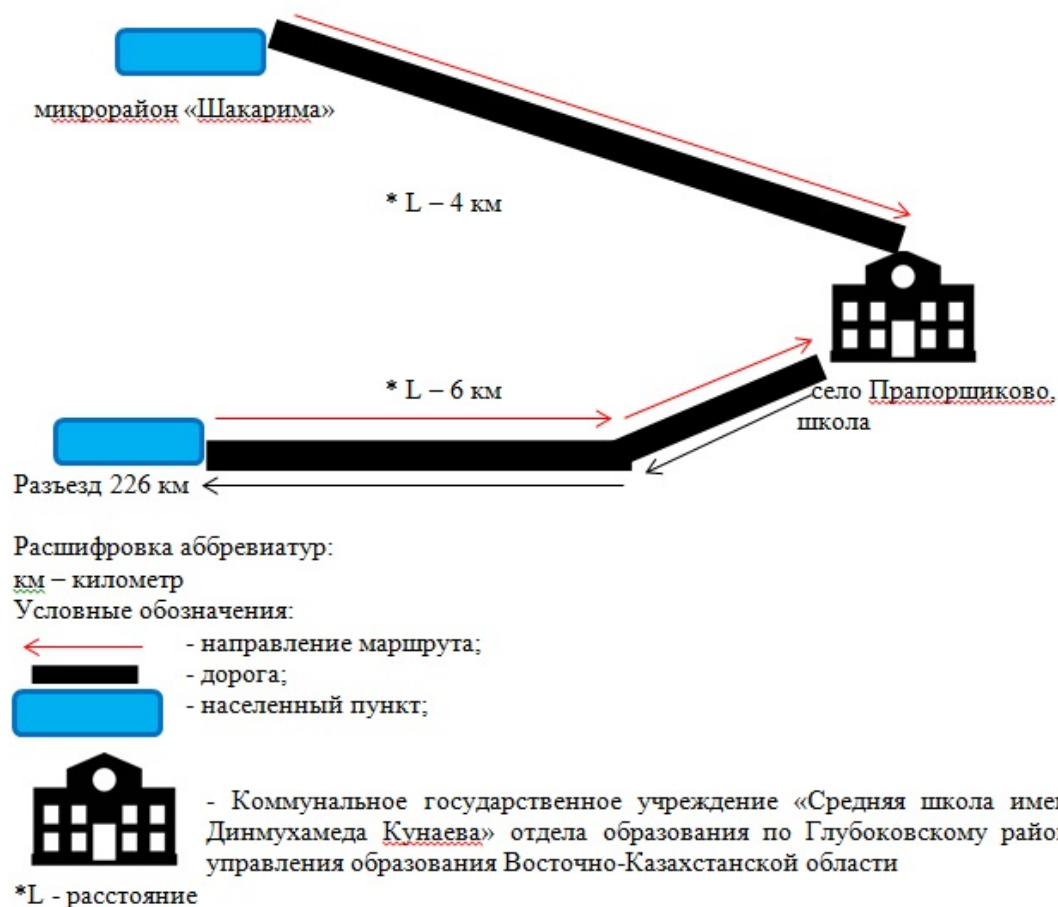 микрорайон «Шакарима»
* L – 4 км
* L – 6 км
село Прапорщиково,
школа
Разъезд 226 км
Расшифровка аббревиатур:
км – километр
Условные обозначения:
- направление маршрута;
- дорога;
- населенный пункт;
- Коммунальное государственное учреждение «Средняя школа имен
Динмухамеда Кунаева» отдела образования по Глубоковскому район
управления образования Восточно-Казахстанской области
*L - расстояние